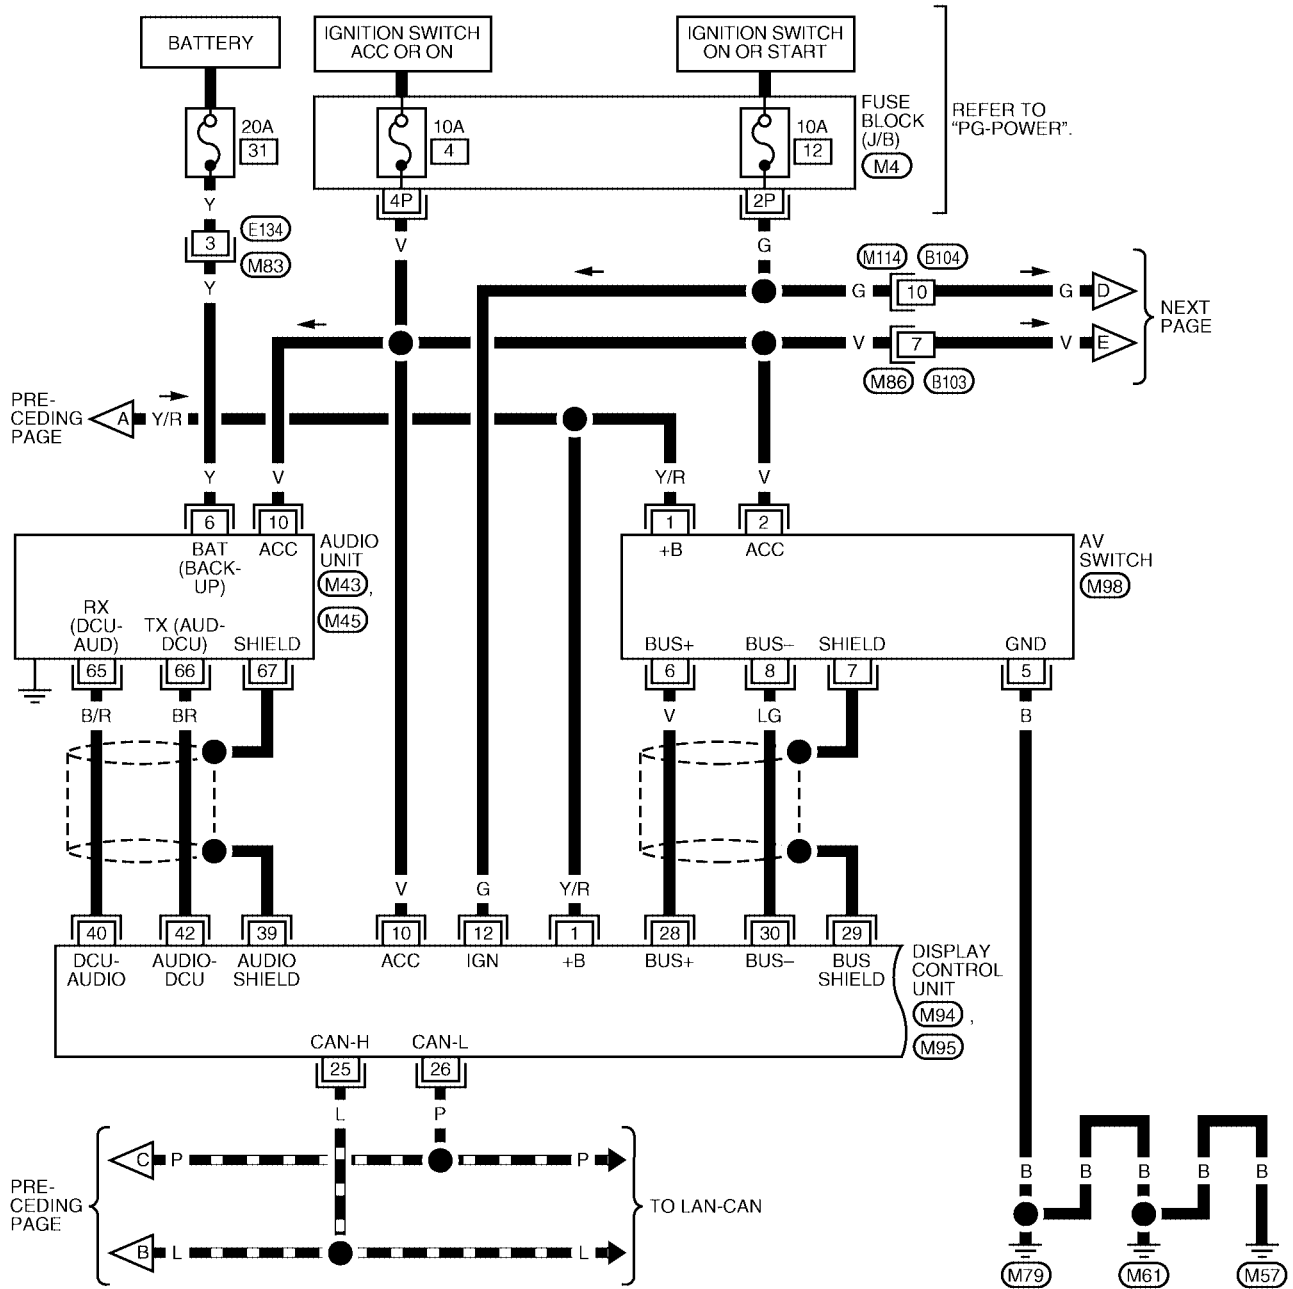 BATTERY
IGNITION SWITCH
ACC OR ON
IGNITION SWITCH
ON OR START
20A
31
10A
4
10A
12
FUSE
BLOCK
(J/B)
M4
REFER TO
"PG-POWER".
Y
4P
2P
3
E134
M83
V
G
Y
M114
B104
G
10
G
D
V
7
V
E
M86
B103
NEXT
PAGE
PRE-
CEDING
PAGE
A
Y/R
Y
V
Y/R
V
6
10
1
2
BAT
(BACK-
UP)
ACC
AUDIO
UNIT
M43,
M45
+B
ACC
AV
SWITCH
M98
RX
(DCU-
AUD)
TX (AUD-
DCU)
SHIELD
BUS+
BUS–
SHIELD
GND
65
66
67
6
8
7
5
B/R
BR
V
LG
B
V
G
Y/R
40
42
39
10
12
1
28
30
29
DCU-
AUDIO
AUDIO-
DCU
AUDIO
SHIELD
ACC
IGN
+B
BUS+
BUS–
BUS
SHIELD
DISPLAY
CONTROL
UNIT
M94 ,
M95
CAN-H
CAN-L
25
26
L
P
PRE-
CEDING
PAGE
C
P
P
B
L
L
TO LAN-CAN
B
B
B
B
B
M79
M61
M57